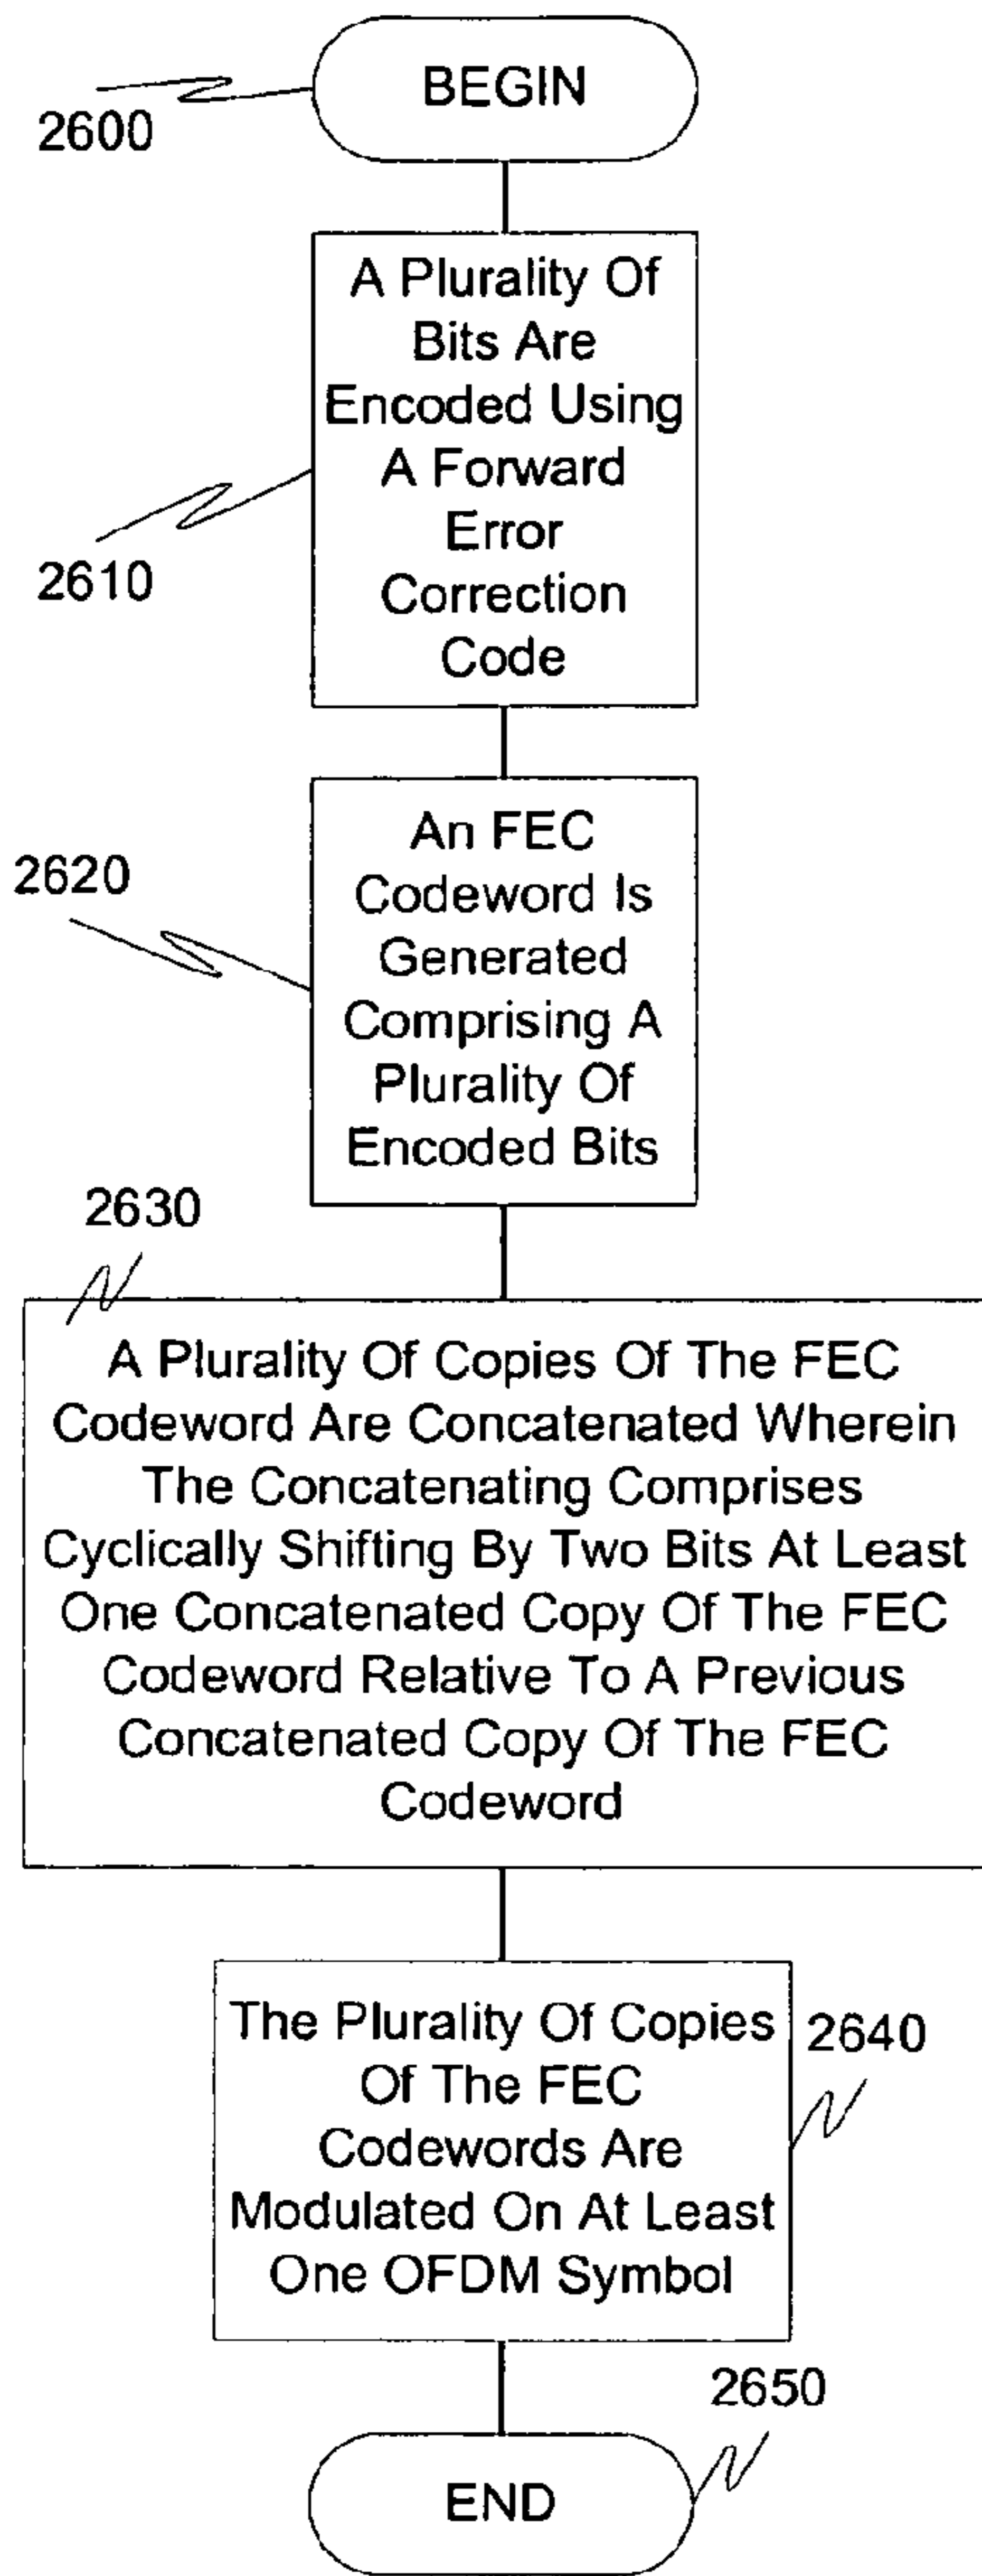 BEGIN
2600
A Plurality Of
Bits Are
Encoded Using
A Forward
Error
Correction
Code
2610
An FEC
Codeword Is
Generated
Comprising A
Plurality Of
Encoded Bits
2620
2630
A Plurality Of Copies Of The FEC
Codeword Are Concatenated Wherein
The Concatenating Comprises
Cyclically Shifting By Two Bits At Least
One Concatenated Copy Of The FEC
Codeword Relative To A Previous
Concatenated Copy Of The FEC
Codeword
The Plurality Of Copies
Of The FEC
Codewords Are
Modulated On At Least
One OFDM Symbol
2640
2650
END